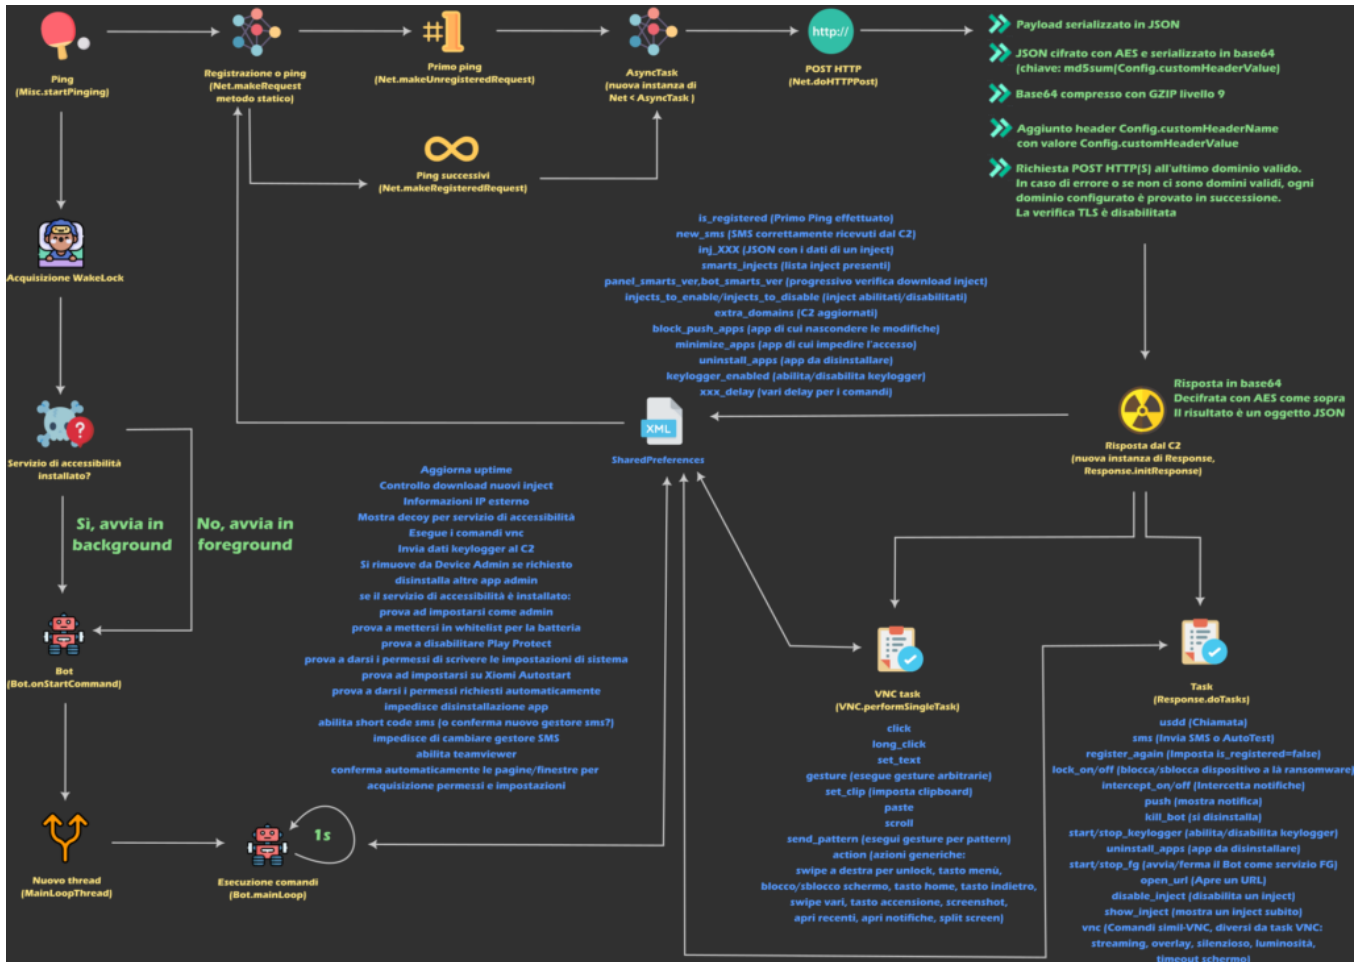 Ping
(Misc.startPinging)
Registrazione o ping
(Net.makeRequest
metodo statico)
#1
Primo ping
(Net.makeUnregisteredRequest)
AsyncTask
(nuova instanza di
Net < AsyncTask )
http://
POST HTTP
(Net.doHTTPPost)
Payload serializzato in JSON
JSON cifrato con AES e serializzato in base64
(chiave: md5sum(Config.customHeaderValue)
Base64 compresso con GZIP livello 9
Aggiunto header Config.customHeaderName
con valore Config.customHeaderValue
Richiesta POST HTTP(S) all'ultimo dominio valido.
In caso di errore o se non ci sono domini validi, ogni
dominio configurato è provato in successione.
La verifica TLS è disabilitata
Ping successivi
(Net.makeRegisteredRequest)
Acquisizione WakeLock
is_registered (Primo Ping effettuato)
new_sms (SMS correttamente ricevuti dal C2)
inj_XXX (JSON con i dati di un inject)
smarts_injects (lista inject presenti)
panel_smarts_ver,bot_smarts_ver (progressivo verifica download inject)
injects_to_enable/injects_to_disable (inject abilitati/disabilitati)
extra_domains (C2 aggiornati)
block_push_apps (app di cui nascondere le modifiche)
minimize_apps (app di cui impedire l'accesso)
uninstall_apps (app da disinstallare)
keylogger_enabled (abilita/disabilita keylogger)
xxx_delay (vari delay per i comandi)
XML
SharedPreferences
Risposta in base64
Decifrata con AES come sopra
Il risultato è un oggetto JSON
Risposta dal C2
(nuova instanza di Response,
Response.initResponse)
Servizio di accessibilità
installato?
Sì, avvia in
background
No, avvia in
foreground
Aggiorna uptime
Controllo download nuovi inject
Informazioni IP esterno
Mostra decoy per servizio di accessibilità
Esegue i comandi vnc
Invia dati keylogger al C2
Si rimuove da Device Admin se richiesto
disinstalla altre app admin
se il servizio di accessibilità è installato:
prova ad impostarsi come admin
prova a mettersi in whitelist per la batteria
prova a disabilitare Play Protect
prova a darsi i permessi di scrivere le impostazioni di sistema
prova ad impostarsi su Xiomi Autostart
prova a darsi i permessi richiesti automaticamente
impedisce disinstallazione app
abilita short code sms (o conferma nuovo gestore sms?)
impedisce di cambiare gestore SMS
abilita teamviewer
conferma automaticamente le pagine/finestre per
acquisizione permessi e impostazioni
Bot
(Bot.onStartCommand)
Nuovo thread
(MainLoopThread)
1s
Esecuzione comandi
(Bot.mainLoop)
VNC task
(VNC.performSingleTask)
click
long_click
set_text
gesture (esegue gesture arbitrarie)
set_clip (imposta clipboard)
paste
scroll
send_pattern (esegui gesture per pattern)
action (azioni generiche:
swipe a destra per unlock, tasto menù,
blocco/sblocco schermo, tasto home, tasto indietro,
swipe vari, tasto accensione, screenshot,
apri recenti, apri notifiche, split screen)
Task
(Response.doTasks)
usdd (Chiamata)
sms (Invia SMS o AutoTest)
register_again (Imposta is_registered=false)
lock_on/off (blocca/sblocca dispositivo a là ransomware)
intercept_on/off (Intercetta notifiche)
push (mostra notifica)
kill_bot (si disinstalla)
start/stop_keylogger (abilita/disabilita keylogger)
uninstall_apps (app da disinstallare)
start/stop_fg (avvia/ferma il Bot come servizio FG)
open_url (Apre un URL)
disable_inject (disabilita un inject)
show_inject (mostra un inject subito)
vnc (Comandi simil-VNC, diversi da task VNC:
streaming, overlay, silenzioso, luminosità,
timeout schermo)